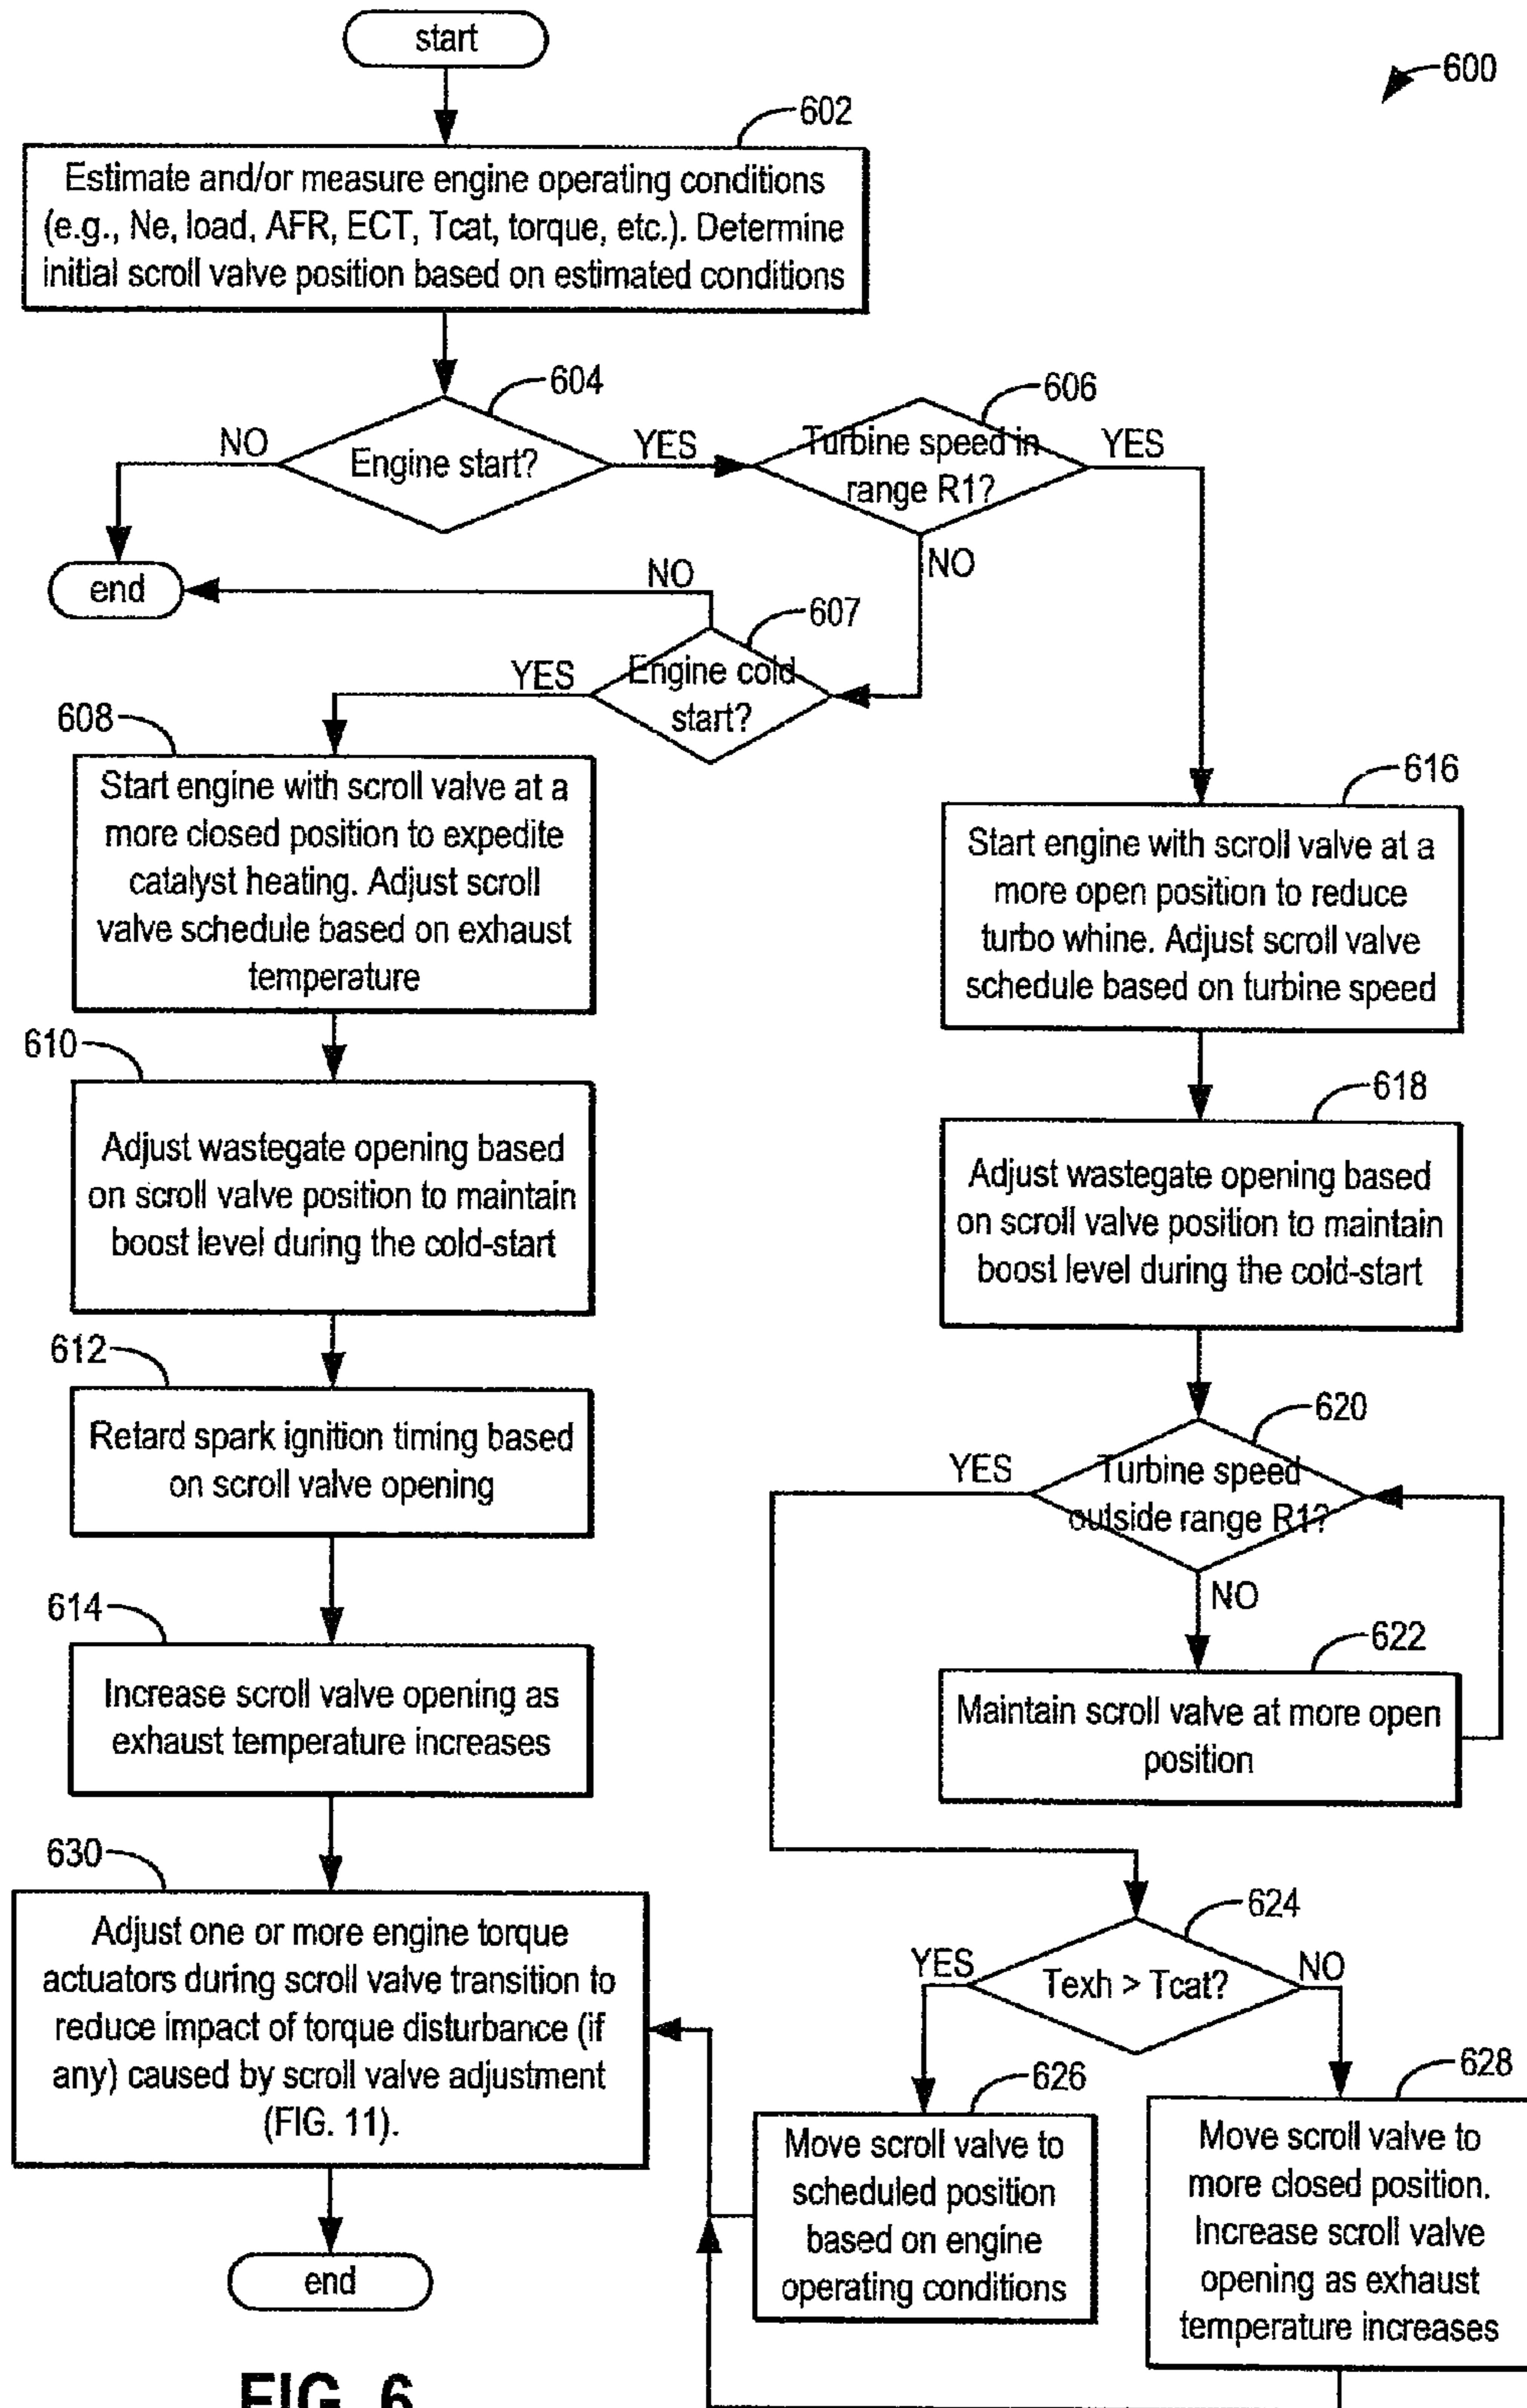 start
600
602
Estimate and/or measure engine operating conditions
(e.g., Ne, load, AFR, ECT, Tcat, torque, etc.). Determine
initial scroll valve position based on estimated conditions
604
606
NO
Engine start?
YES
Turbine speed in
range R1?
YES
NO
end
NO
607
YES
Engine cold
start?
608
Start engine with scroll valve at a
more closed position to expedite
catalyst heating. Adjust scroll
valve schedule based on exhaust
temperature
616
Start engine with scroll valve at a
more open position to reduce
turbo whine. Adjust scroll valve
schedule based on turbine speed
610
Adjust wastegate opening based
on scroll valve position to maintain
boost level during the cold-start
618
Adjust wastegate opening based
on scroll valve position to maintain
boost level during the cold-start
612
Retard spark ignition timing based
on scroll valve opening
620
YES
Turbine speed
outside range R1?
NO
614
Increase scroll valve opening as
exhaust temperature increases
622
Maintain scroll valve at more open
position
630
Adjust one or more engine torque
actuators during scroll valve transition to
reduce impact of torque disturbance (if
any) caused by scroll valve adjustment
(FIG. 11).
624
YES
Texh > Tcat?
NO
626
Move scroll valve to
scheduled position
based on engine
operating conditions
628
Move scroll valve to
more closed position.
Increase scroll valve
opening as exhaust
temperature increases
end
FIG. 6